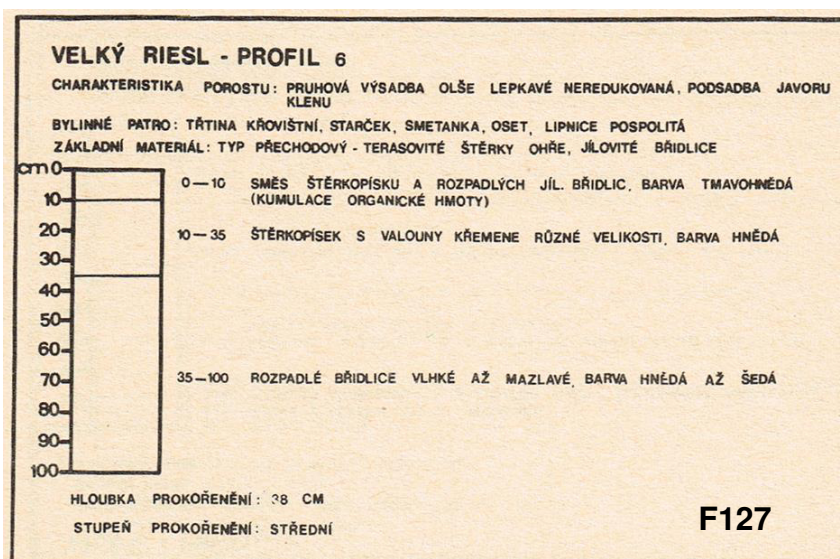 VELKÝ RIESL - PROFIL 6
CHARAKTERISTIKA POROSTU: PRUHOVÁ VÝSADBA OLŠE LEPKAVÉ NEREDUKOVANÁ, PODSADBA JAVORU
KLENU
BYLINNÉ PATRO: TŘTINA KŘOVIŠTNÍ, STARČEK, SMETANKA, OSET, LIPNICE POSPOLITÁ
ZÁKLADNÍ MATERIÁL: TYP PŘECHODOVÝ - TERASOVITÉ ŠTĚRKY OHŘE, JÍLOVITÉ BŘIDLICE
cm 0
0—10 SMĚS ŠTĚRKOPÍSKU A ROZPADLÝCH JÍL. BŘIDLIC, BARVA TMAVOHNĚDÁ
(KUMULACE ORGANICKÉ HMOTY)
10
20
10—35 ŠTĚRKOPÍSEK S VALOUNY KŘEMENE RŮZNÉ VELIKOSTI, BARVA HNĚDÁ
30
40
50
60
70
35—100 ROZPADLÉ BŘIDLICE VLHKÉ AŽ MAZLAVÉ, BARVA HNĚDÁ AŽ ŠEDÁ
80
90
100
HLOUBKA PROKOŘENĚNÍ: 38 CM
STUPEŇ PROKOŘENĚNÍ: STŘEDNÍ
F127